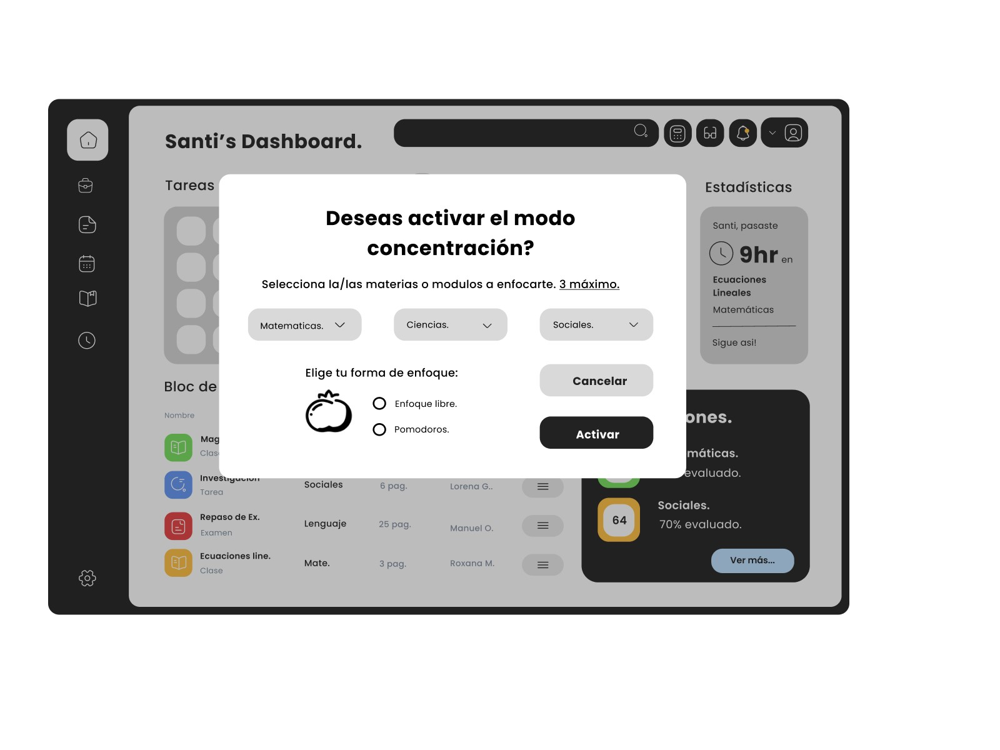 Santi’s Dashboard.
Tareas
Estadísticas
Deseas activar el modo
concentración?
Selecciona la/las materias o modulos a enfocarte. 3 máximo.
Matematicas.
Ciencias.
Sociales.
Elige tu forma de enfoque:
Enfoque libre.
Pomodoros.
Cancelar
Activar
Santi, pasaste
9hr en
Ecuaciones
Lineales
Matemáticas
Sigue asi!
Bloc de
Nombre
Mag
Clas
Investigación
Tarea
Sociales
6 pag.
Lorena G..
Repaso de Ex.
Examen
Lenguaje
25 pag.
Manuel O.
Ecuaciones line.
Clase
Mate.
3 pag.
Roxana M.
ones.
máticas.
evaluado.
64
Sociales.
70% evaluado.
Ver más...